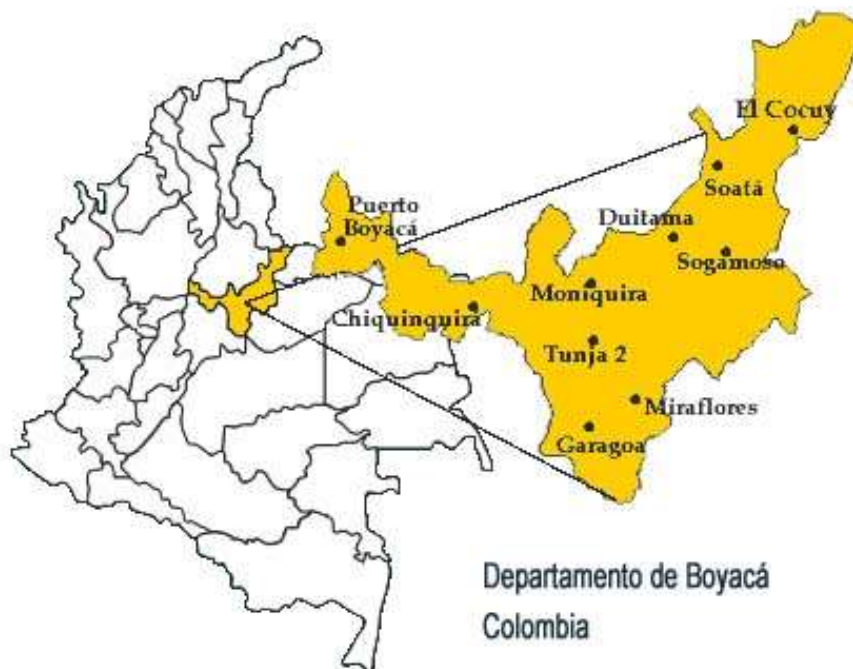 El Cocuy
Soatá
Puerto
Boyacá
Duitama
Sogamoso
Moniquira
Chiquinquira
Tunja 2
Miraflores
Garagoa
Departamento de Boyacá
Colombia